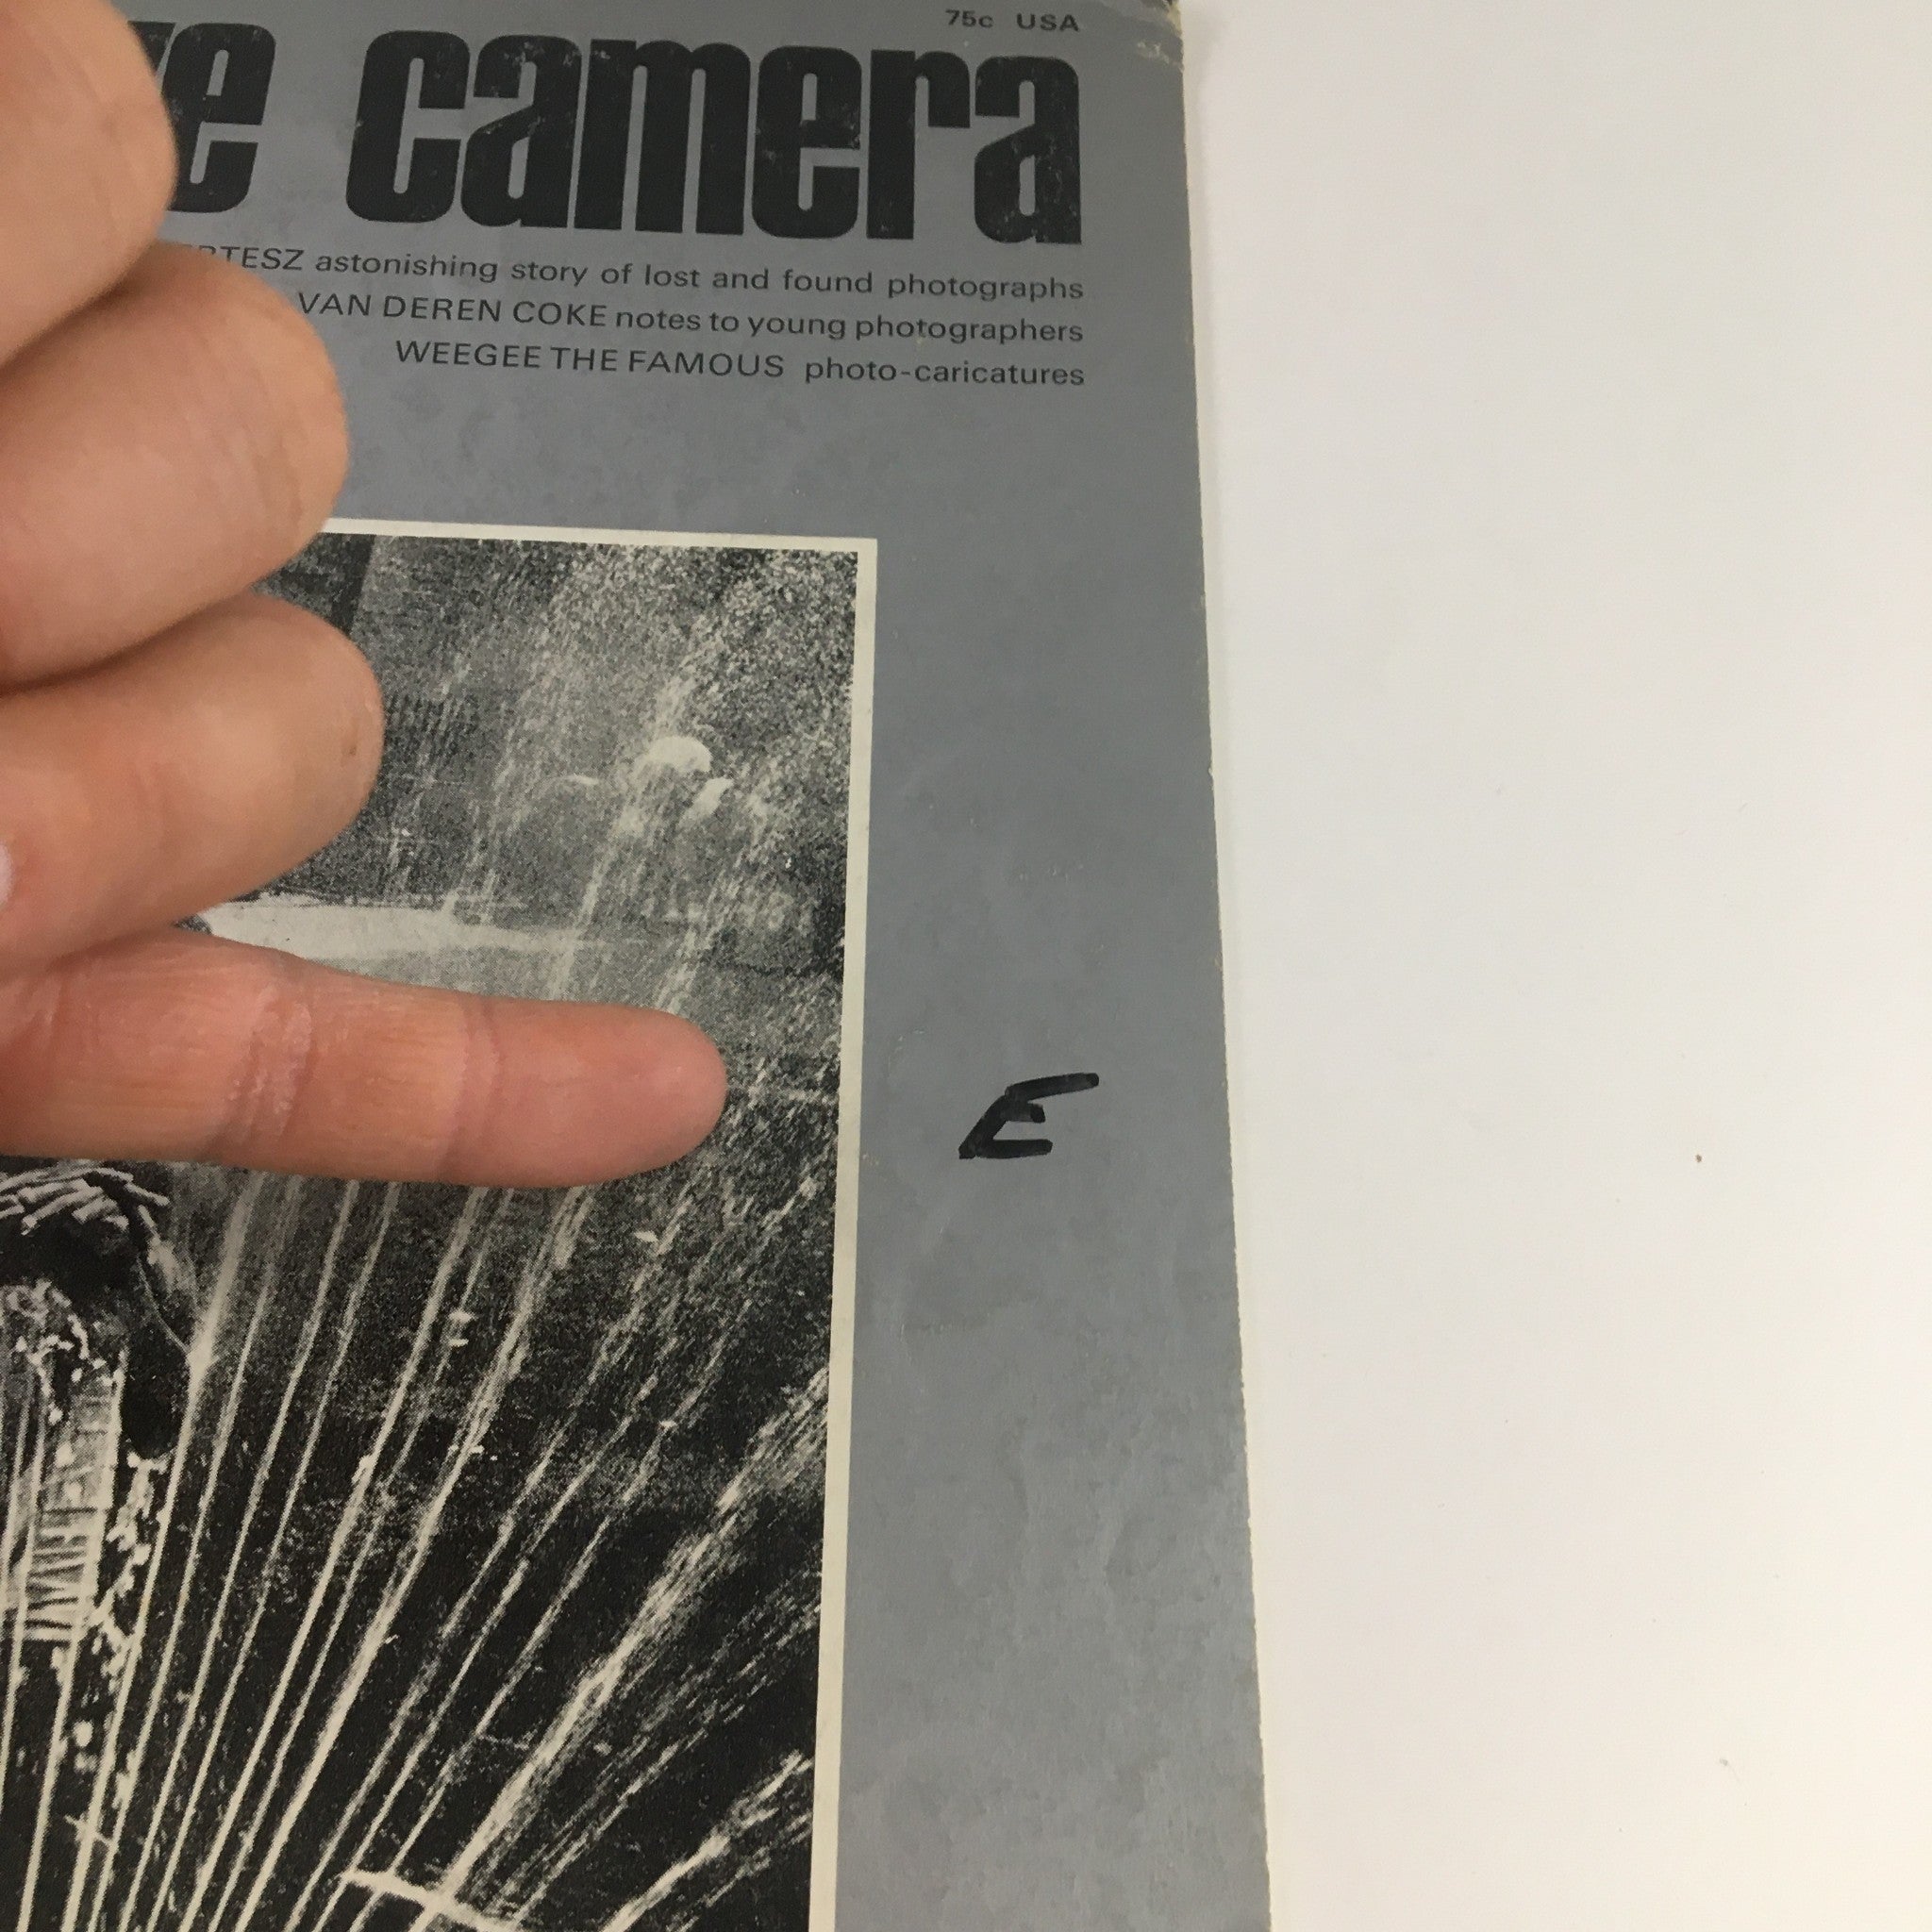 75c USA
camera
astonishing story of lost and found photographs
VAN DEREN COKE notes to young photographers
WEEGEE THE FAMOUS photo-caricatures
E